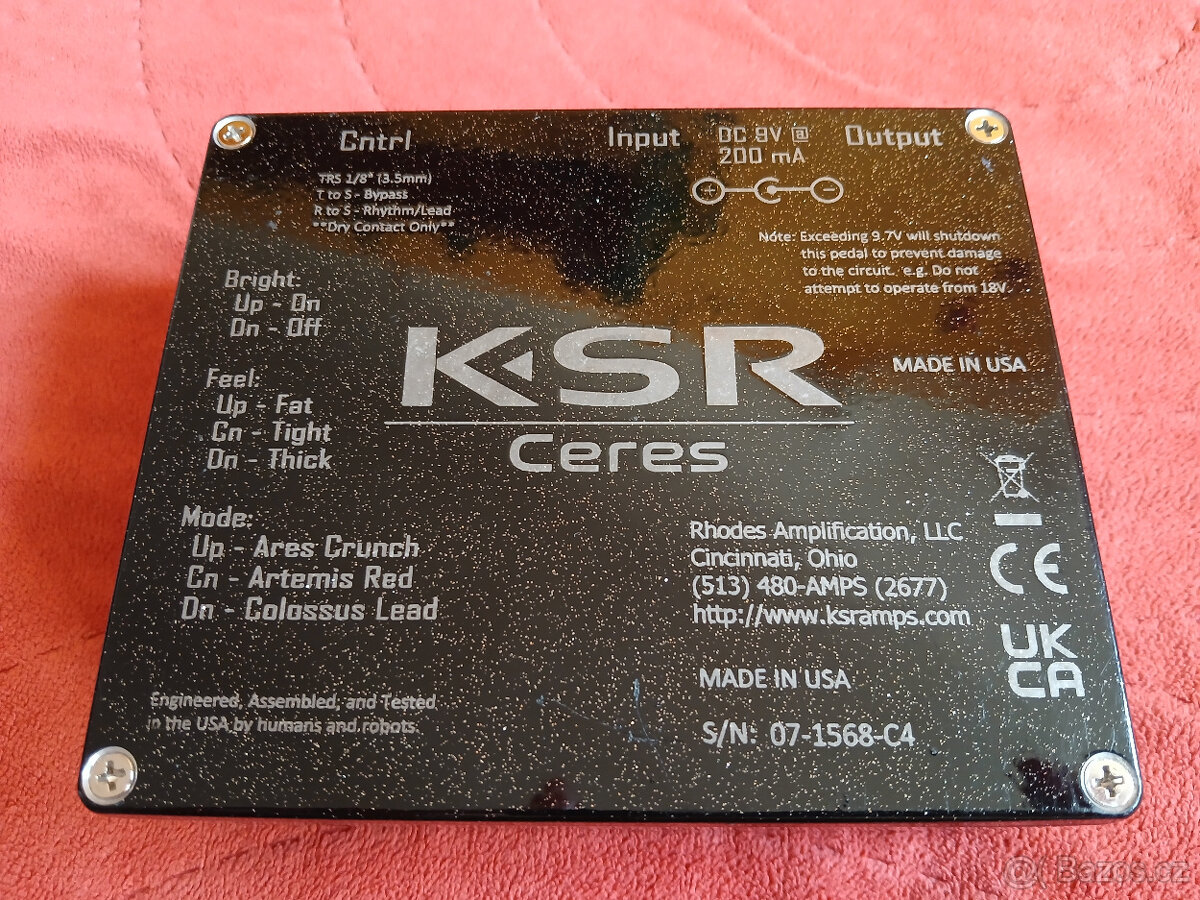 Cntrl
TRS 1/8" (3.5mm)
T to S - Bypass
R to S - Rhythm/Lead
**Dry Contact Only**
Input
DC 9V @
200 mA
Output
+ -
Note: Exceeding 9.7V will shutdown
this pedal to prevent damage
to the circuit. e.g. Do not
attempt to operate from 18V.
Bright:
Up - On
Dn - Off
Feel:
Up - Fat
Cn - Tight
Dn - Thick
KSR
Ceres
MADE IN USA
Mode:
Up - Ares Crunch
Cn - Artemis Red
Dn - Colossus Lead
Rhodes Amplification, LLC
Cincinnati, Ohio
(513) 480-AMPS (2677)
http://www.ksramps.com
CE
UK
CA
MADE IN USA
S/N: 07-1568-C4
Engineered, Assembled, and Tested
in the USA by humans and robots.
@ Bazos.cz